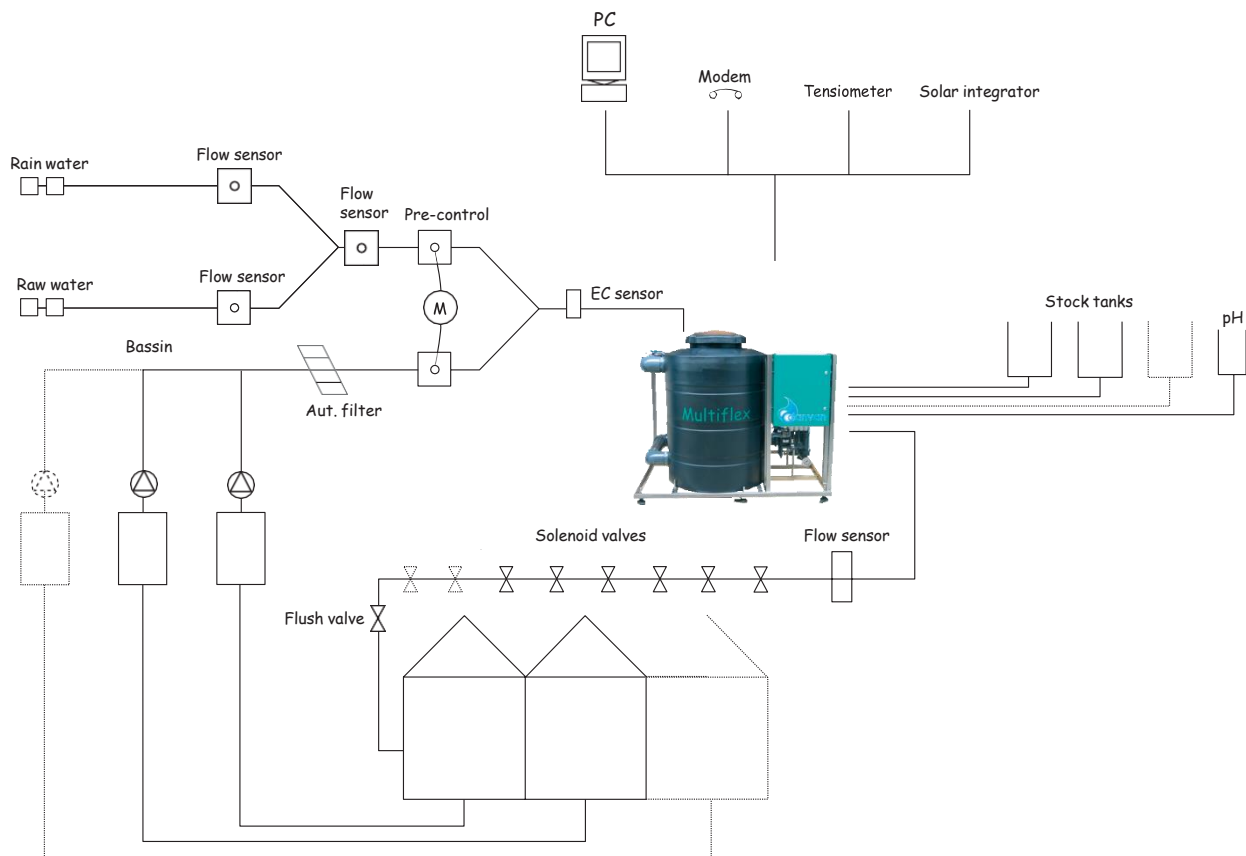 PC
Modem
Tensiometer
Solar integrator
Rain water
Flow sensor
Flow
sensor
Pre-control
Raw water
Flow sensor
M
EC sensor
Stock tanks
pH
Bassin
Aut. filter
Multiflex
Solenoid valves
Flow sensor
Flush valve